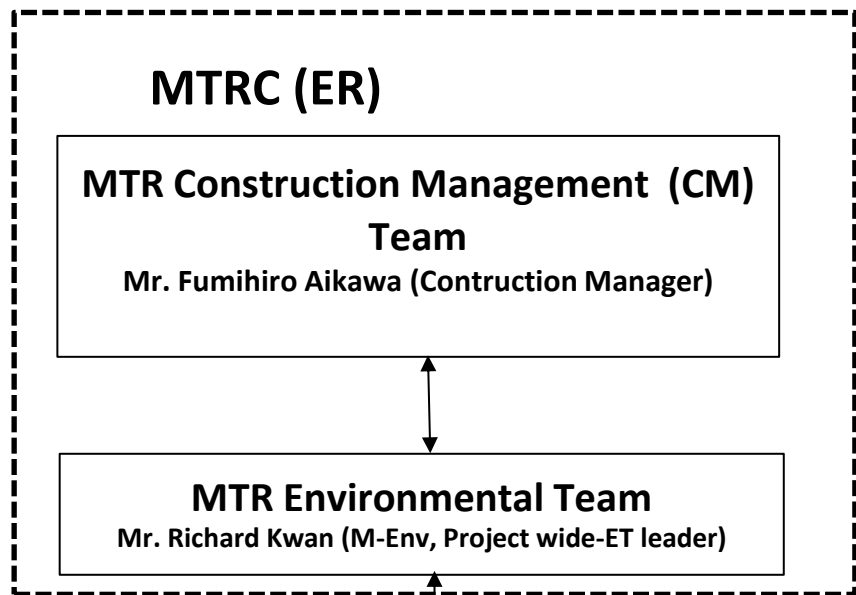 MTRC (ER)
MTR Construction Management (CM)
Team
Mr. Fumihiro Aikawa (Contruction Manager)
MTR Environmental Team
Mr. Richard Kwan (M-Env, Project wide-ET leader)